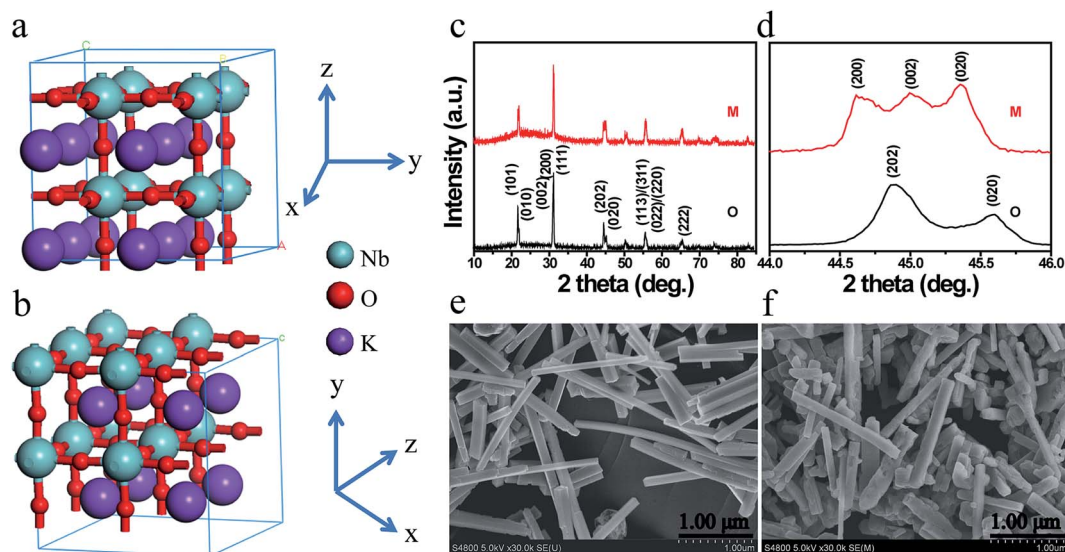 a
C
B
A
z
y
x
Nb
O
K
b
c
y
z
x
c
Intensity (a.u.)
M
O
(101)
(010)
(002)
(200)
(111)
(202)
(020)
(113)/(311)
(022)/(220)
(222)
10 20 30 40 50 60 70 80
2 theta (deg.)
d
(200)
(002)
(020)
M
(202)
(020)
O
44.0 44.5 45.0 45.5 46.0
2 theta (deg.)
e
1.00 μm
S4800 5.0kV x30.0k SE(U)
1.00um
f
1.00 μm
S4800 5.0kV x30.0k SE(M)
1.00um